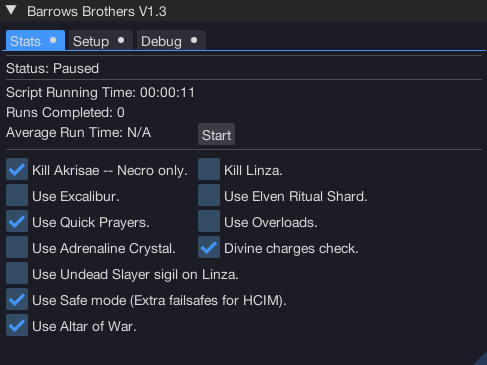 Barrows Brothers V1.3
Stats Setup Debug
Status: Paused
Script Running Time: 00:00:11
Runs Completed: 0
Average Run Time: N/A Start
Kill Akrisae -- Necro only. Kill Linza.
Use Excalibur. Use Elven Ritual Shard.
Use Quick Prayers. Use Overloads.
Use Adrenaline Crystal. Divine charges check.
Use Undead Slayer sigil on Linza.
Use Safe mode (Extra failsafes for HCIM).
Use Altar of War.